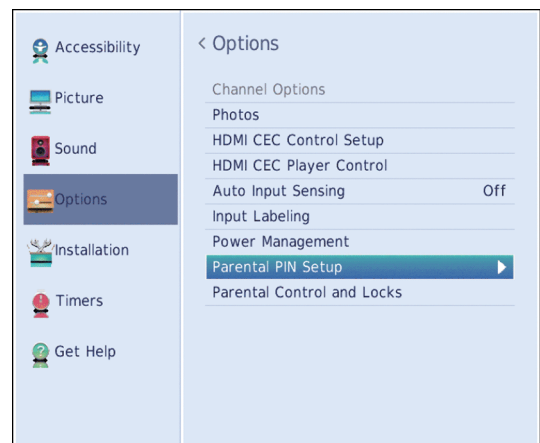 Accessibility
Picture
Sound
Options
Installation
Timers
Get Help
< Options
Channel Options
Photos
HDMI CEC Control Setup
HDMI CEC Player Control
Auto Input Sensing Off
Input Labeling
Power Management
Parental PIN Setup
Parental Control and Locks